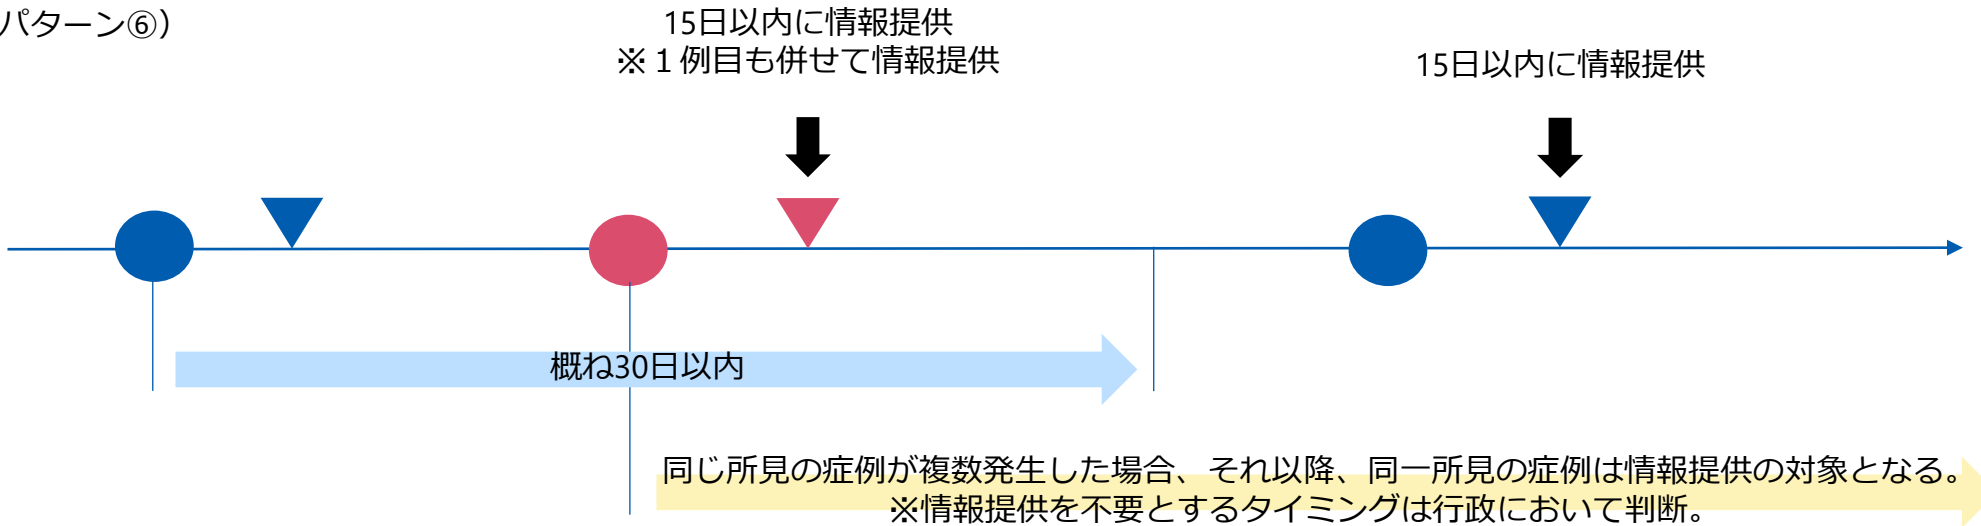 パターン⑥）
15日以内に情報提供
※１例目も併せて情報提供
15日以内に情報提供
概ね30日以内
同じ所見の症例が複数発生した場合、それ以降、同一所見の症例は情報提供の対象となる。
※情報提供を不要とするタイミングは行政において判断。